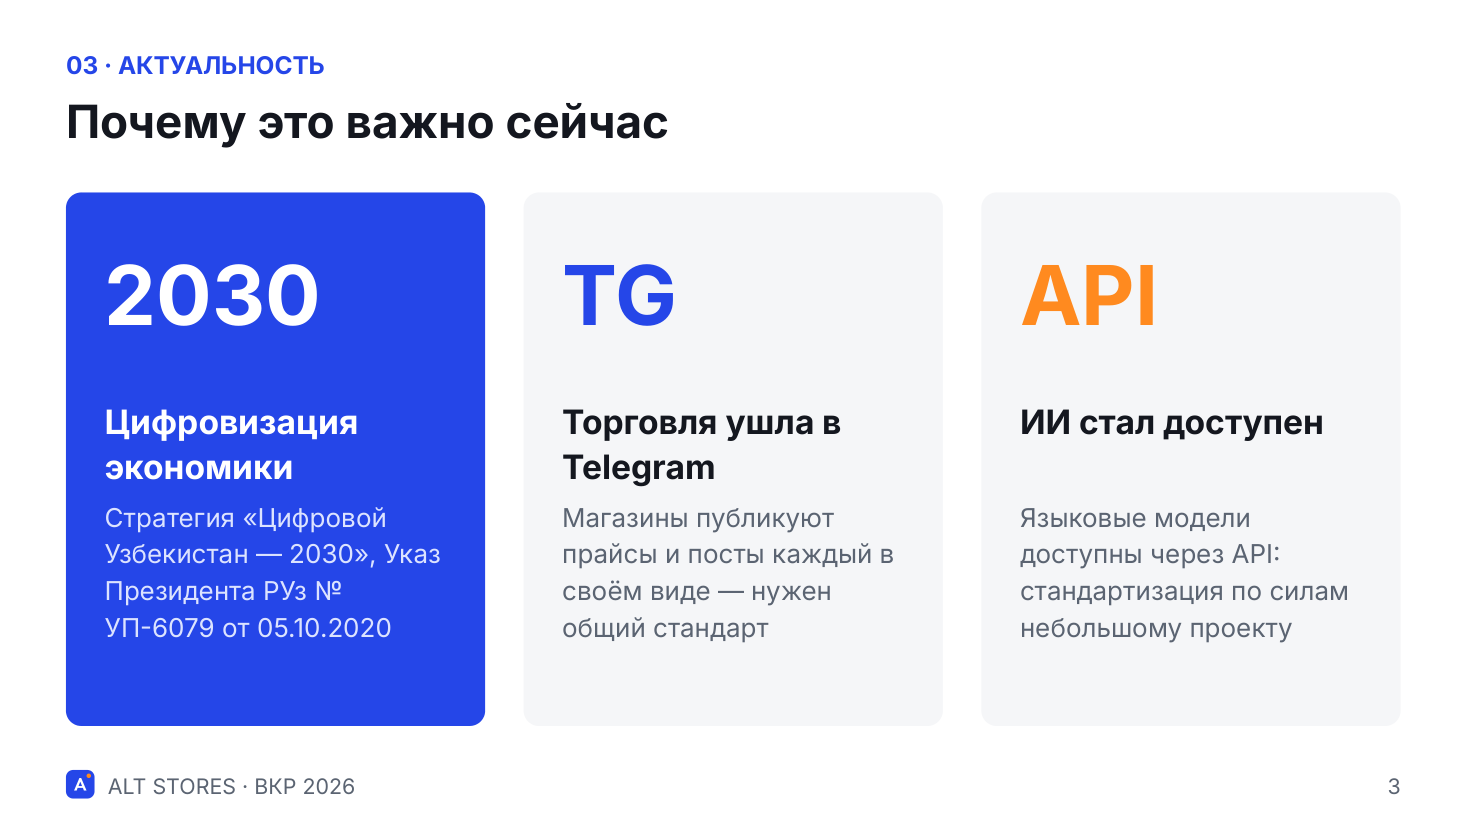 03 · АКТУАЛЬНОСТЬ
Почему это важно сейчас
2030
Цифровизация
экономики
Стратегия «Цифровой
Узбекистан — 2030», Указ
Президента РУз №
УП-6079 от 05.10.2020
TG
Торговля ушла в
Telegram
Магазины публикуют
прайсы и посты каждый в
своём виде — нужен
общий стандарт
API
ИИ стал доступен
Языковые модели
доступны через API:
стандартизация по силам
небольшому проекту
A
ALT STORES · ВКР 2026
3